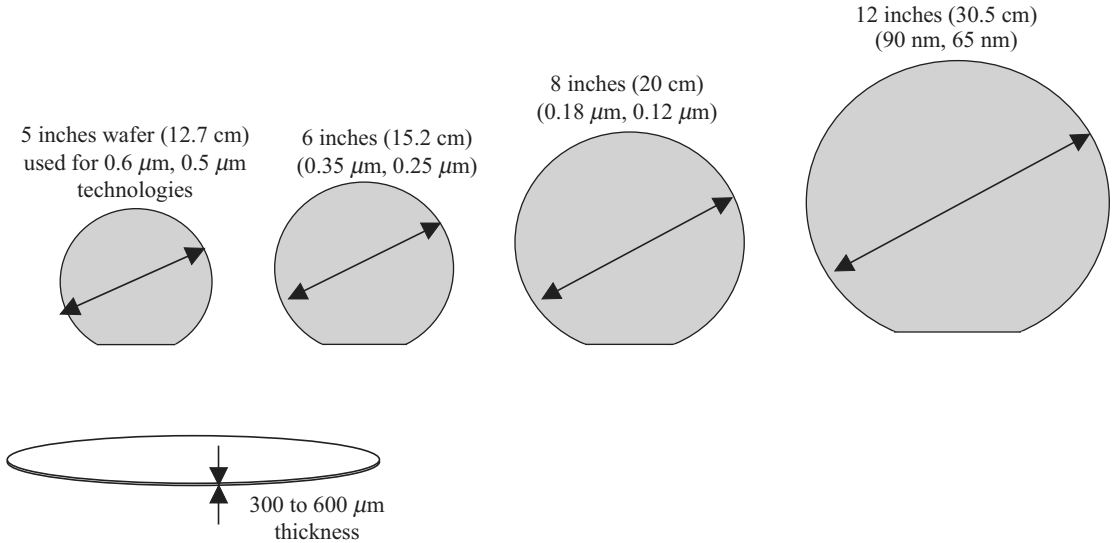 5 inches wafer (12.7 cm)
used for 0.6 μm, 0.5 μm
technologies
6 inches (15.2 cm)
(0.35 μm, 0.25 μm)
8 inches (20 cm)
(0.18 μm, 0.12 μm)
12 inches (30.5 cm)
(90 nm, 65 nm)
300 to 600 μm
thickness